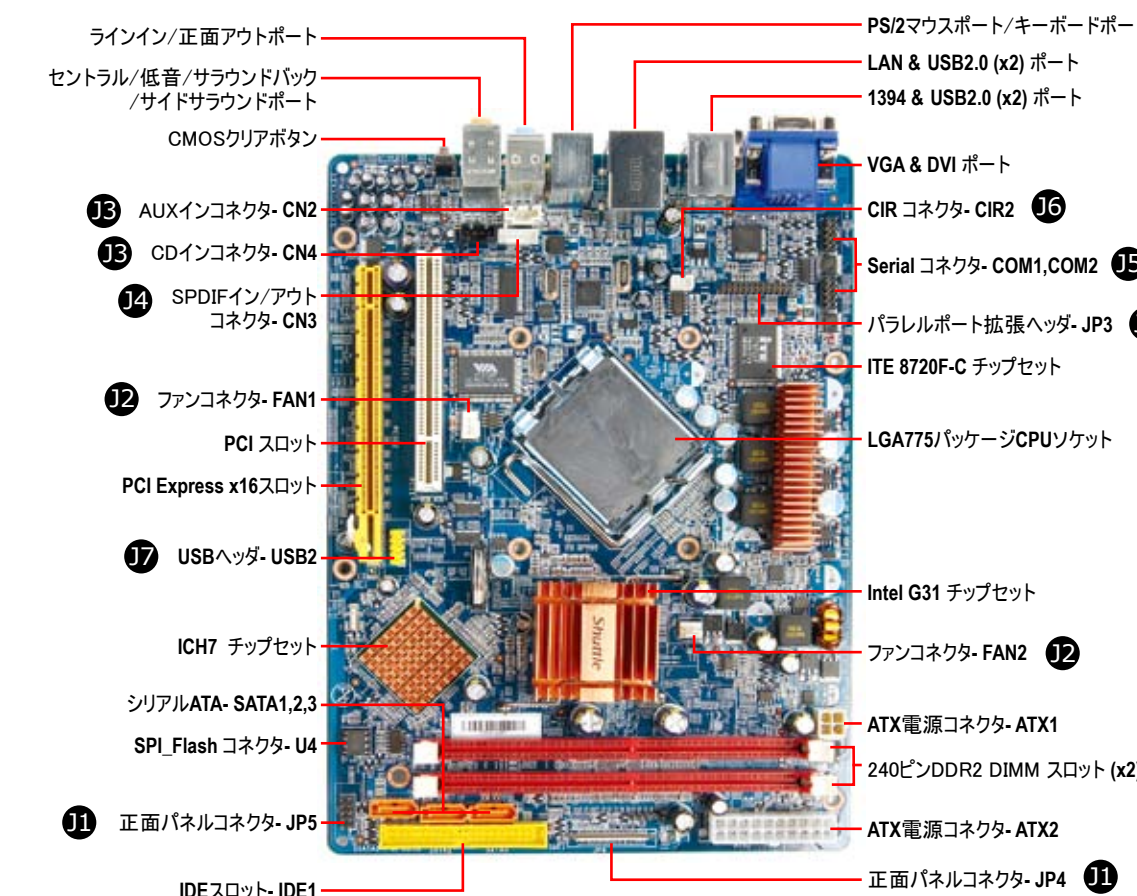 ラインイン/正面アウトポート
セントラル/低音/サラウンドバック
/サイドサラウンドポート
CMOSクリアボタン
J3 AUXインコネクタ- CN2
J3 CDインコネクタ- CN4
J4 SPDIFイン/アウト
コネクタ- CN3
J2 ファンコネクタ- FAN1
PCI スロット
PCI Express x16スロット
J7 USBヘッダ- USB2
ICH7 チップセット
シリアルATA- SATA1,2,3
SPI_Flash コネクタ- U4
J1 正面パネルコネクタ- JP5
IDEスロット- IDE1
PS/2マウスポート/キーボードポー
LAN & USB2.0 (x2) ポート
1394 & USB2.0 (x2) ポート
VGA & DVI ポート
CIR コネクタ- CIR2 J6
Serial コネクタ- COM1,COM2 J5
パラレルポート拡張ヘッダ- JP3
ITE 8720F-C チップセット
LGA775パッケージCPUソケット
Intel G31 チップセット
ファンコネクタ- FAN2 J2
ATX電源コネクタ- ATX1
240ピンDDR2 DIMM スロット (x2)
ATX電源コネクタ- ATX2
正面パネルコネクタ- JP4 J1
VIA
Shuttle